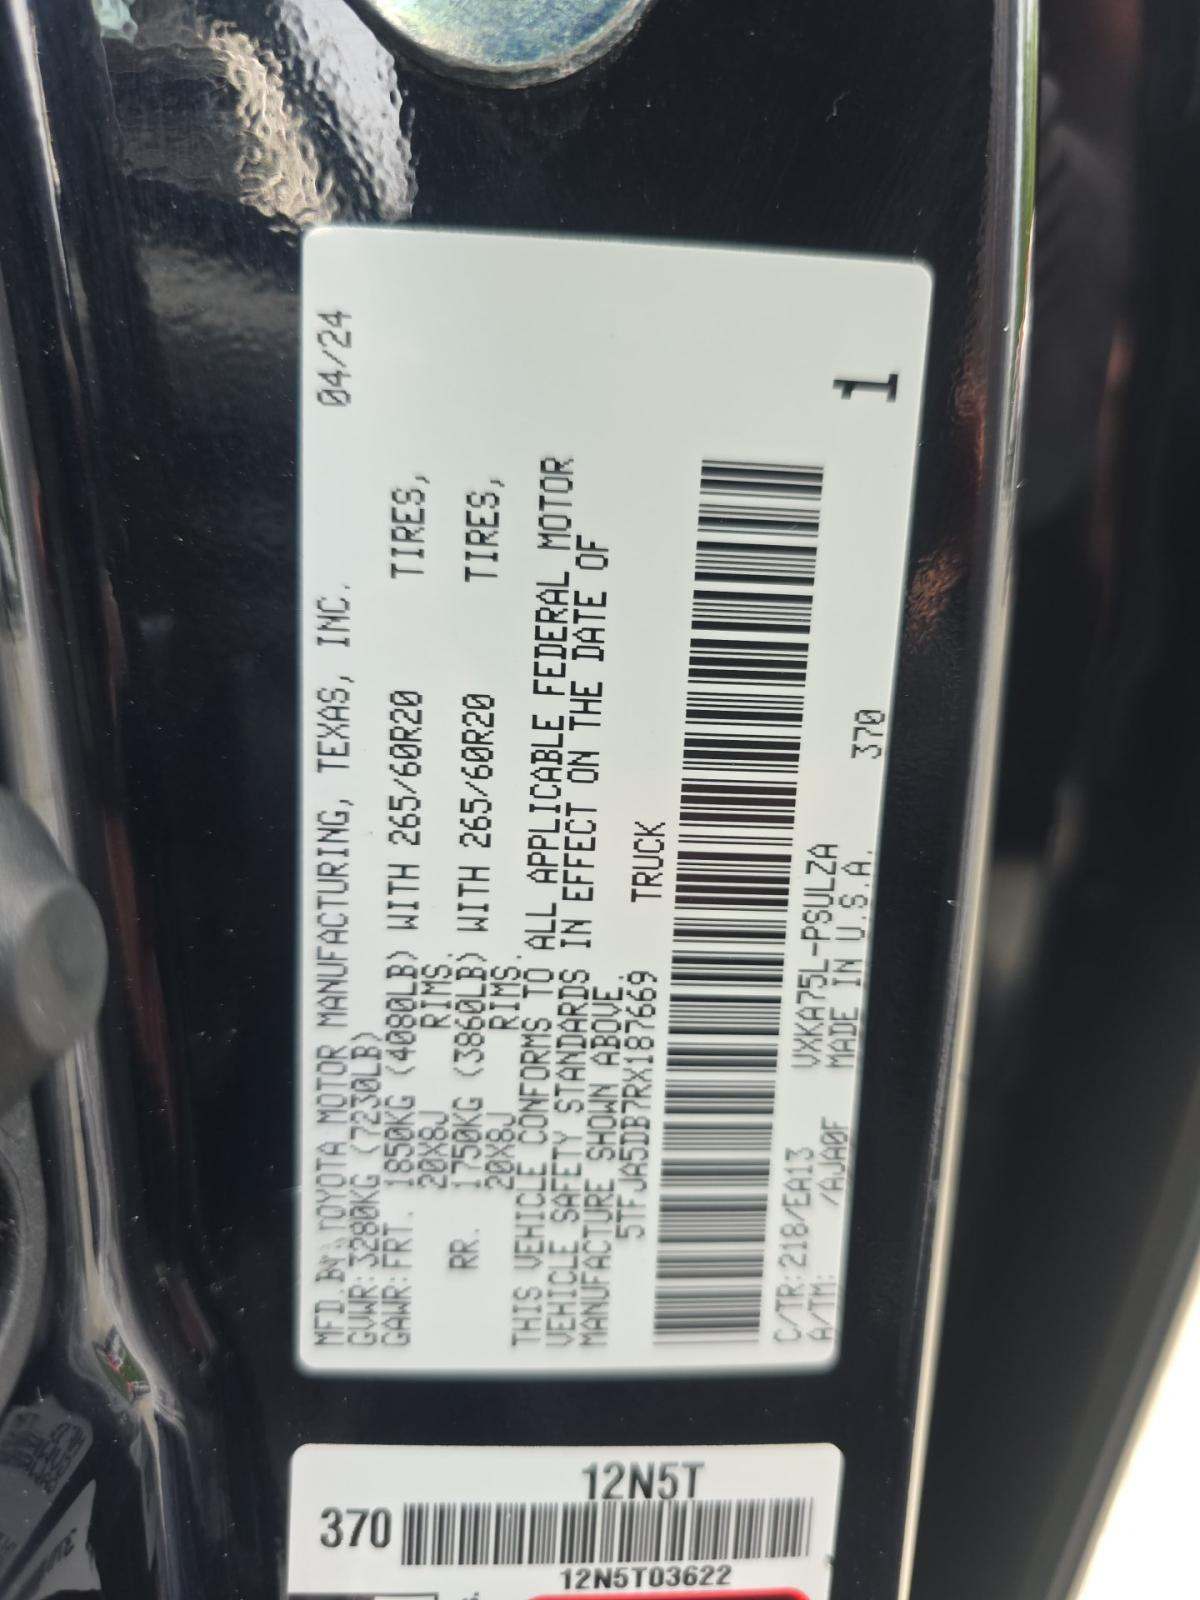 MFD.BY:TOYOTA MOTOR MANUFACTURING, TEXAS, INC. 04/24
GVWR:3280KG (7230LB)
GAWR:FRT. 1850KG (4080LB) WITH 265/60R20 TIRES,
20X8J RIMS.
RR. 1750KG (3860LB) WITH 265/60R20 TIRES,
20X8J RIMS.
THIS VEHICLE CONFORMS TO ALL APPLICABLE FEDERAL MOTOR
VEHICLE SAFETY STANDARDS IN EFFECT ON THE DATE OF
MANUFACTURE SHOWN ABOVE.
5TFJA5DB7RX187669 TRUCK
C/TR:218/EA13 VXKA75L-PSULZA
A/TM: /AJA0F MADE IN U.S.A. 370
1
12N5T
370
12N5T03622